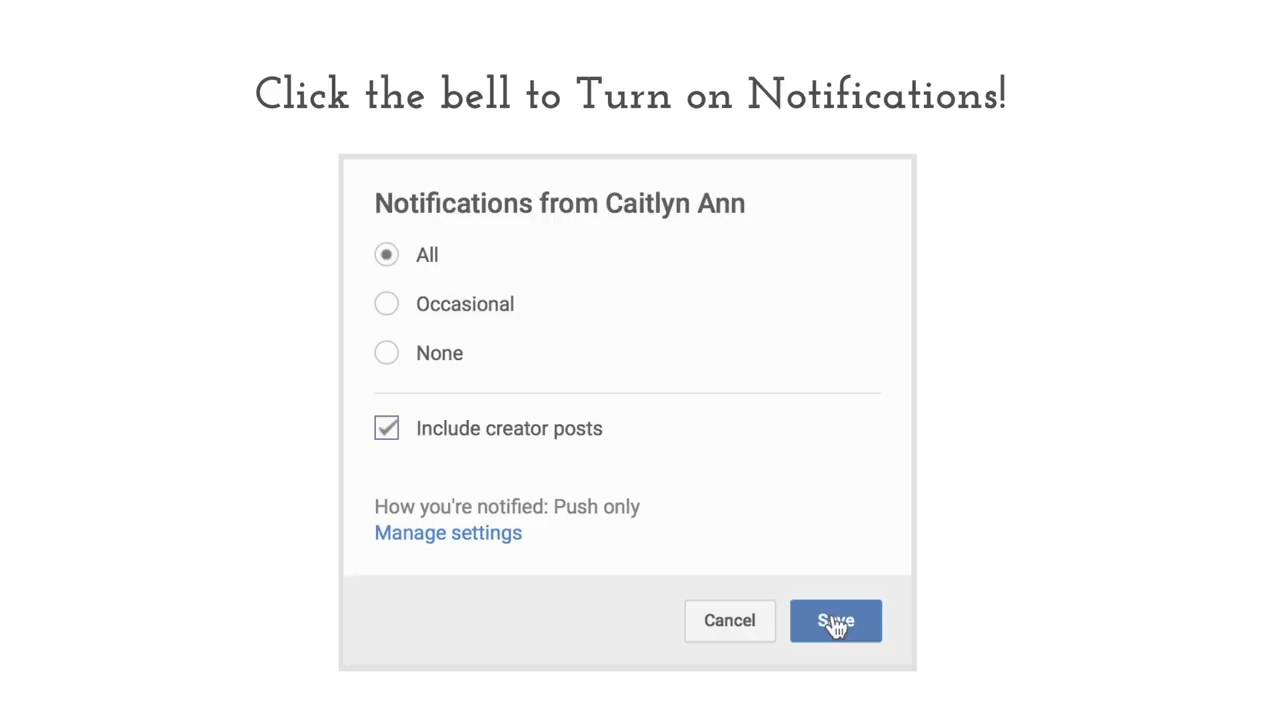 Click the bell to Turn on Notifications!
Notifications from Caitlyn Ann
All
Occasional
None
Include creator posts
How you're notified: Push only
Manage settings
Cancel
Save